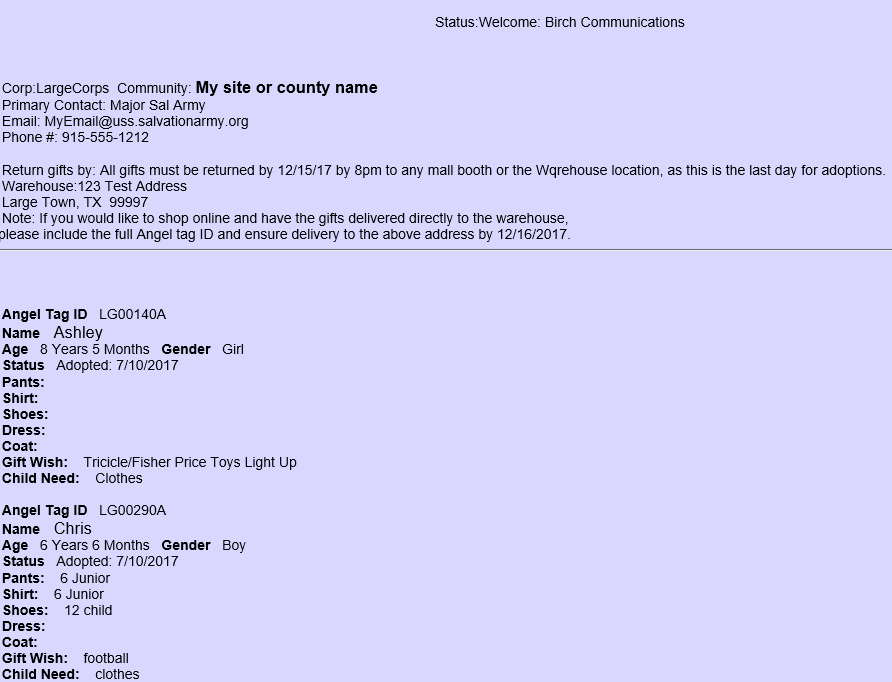 Status:Welcome: Birch Communications
Corp:LargeCorps Community: My site or county name
Primary Contact: Major Sal Army
Email: MyEmail@uss.salvationarmy.org
Phone #: 915-555-1212
Return gifts by: All gifts must be returned by 12/15/17 by 8pm to any mall booth or the Wqrehouse location, as this is the last day for adoptions.
Warehouse:123 Test Address
Large Town, TX 99997
Note: If you would like to shop online and have the gifts delivered directly to the warehouse,
please include the full Angel tag ID and ensure delivery to the above address by 12/16/2017.
Angel Tag ID LG00140A
Name Ashley
Age 8 Years 5 Months Gender Girl
Status Adopted: 7/10/2017
Pants:
Shirt:
Shoes:
Dress:
Coat:
Gift Wish: Tricicle/Fisher Price Toys Light Up
Child Need: Clothes
Angel Tag ID LG00290A
Name Chris
Age 6 Years 6 Months Gender Boy
Status Adopted: 7/10/2017
Pants: 6 Junior
Shirt: 6 Junior
Shoes: 12 child
Dress:
Coat:
Gift Wish: football
Child Need: clothes